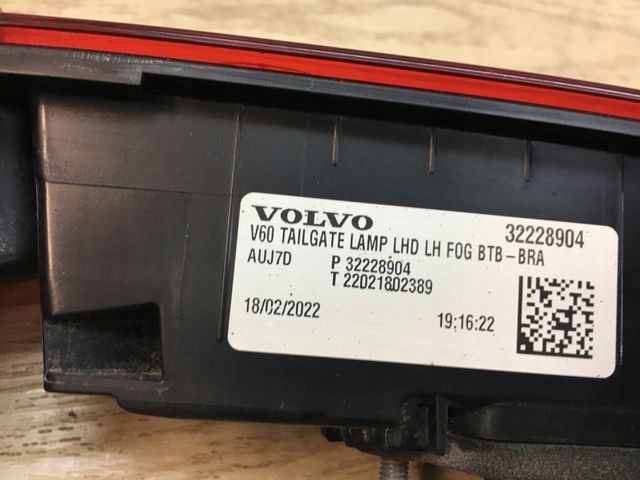 VOLVO 32228904
V60 TAILGATE LAMP LHD LH FOG BTB-BRA
AUJ7D P 32228904
T 22021802389
18/02/2022 19:16:22